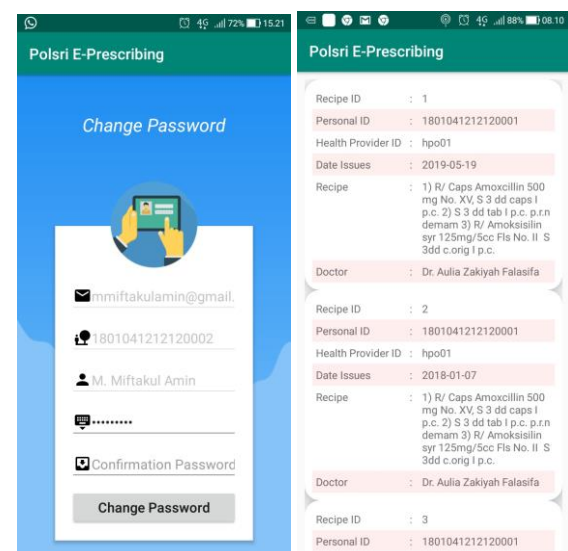 4G 72% 15.21
Polsri E-Prescribing
Change Password
mmiftakulamin@gmail.
1801041212120002
M. Miftakul Amin
•••••••••
Confirmation Password
Change Password
4G 88% 08.10
Polsri E-Prescribing
Recipe ID : 1
Personal ID : 1801041212120001
Health Provider ID : hpo01
Date Issues : 2019-05-19
Recipe : 1) R/ Caps Amoxcillin 500
mg No. XV, S 3 dd caps I
p.c. 2) S 3 dd tab I p.c. p.r.n
demam 3) R/ Amoksisilin
syr 125mg/5cc Fls No. II S
3dd c.orig I p.c.
Doctor : Dr. Aulia Zakiyah Falasifa
Recipe ID : 2
Personal ID : 1801041212120001
Health Provider ID : hpo01
Date Issues : 2018-01-07
Recipe : 1) R/ Caps Amoxcillin 500
mg No. XV, S 3 dd caps I
p.c. 2) S 3 dd tab I p.c. p.r.n
demam 3) R/ Amoksisilin
syr 125mg/5cc Fls No. II S
3dd c.orig I p.c.
Doctor : Dr. Aulia Zakiyah Falasifa
Recipe ID : 3
Personal ID : 1801041212120001